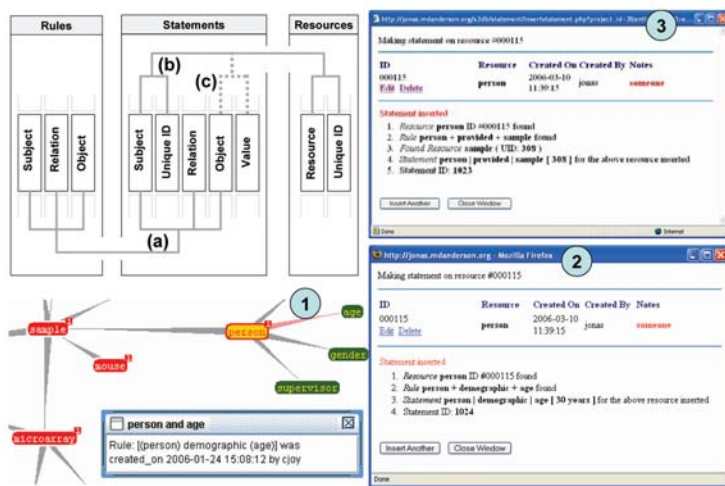 Rules
Statements
Resources
(b)
(c)
Subject
Relation
Object
Subject
Unique ID
Relation
Object
Value
Resource
Unique ID
(a)
1
sample
1
person
1
age
gender
supervisor
mouse
1
microarray
1
person and age
Rule: [(person) demographic (age)] was
created_on 2006-01-24 15:08:12 by cjoy
3
Making statement on resource #000115
ID Resource Created On Created By Notes
000115 person 2006-03-10 jonas someone
Edit Delete 11:39:15
Statement inserted
1. Resource person ID #000115 found
2. Rule person + provided + sample found
3. Found Resource sample ( UID: 308 )
4. Statement person | provided | sample [ 308 ] for the above resource inserted
5. Statement ID: 1023
Insert Another Close Window
Done Internet
http://jonas.mdanderson.org - Mozilla Firefox
2
Making statement on resource #000115
ID Resource Created On Created By Notes
000115 person 2006-03-10 jonas someone
Edit Delete 11:39:15
Statement inserted
1. Resource person ID #000115 found
2. Rule person + demographic + age found
3. Statement person | demographic | age [ 30 years ] for the above resource inserted
4. Statement ID: 1024
Insert Another Close Window
Done